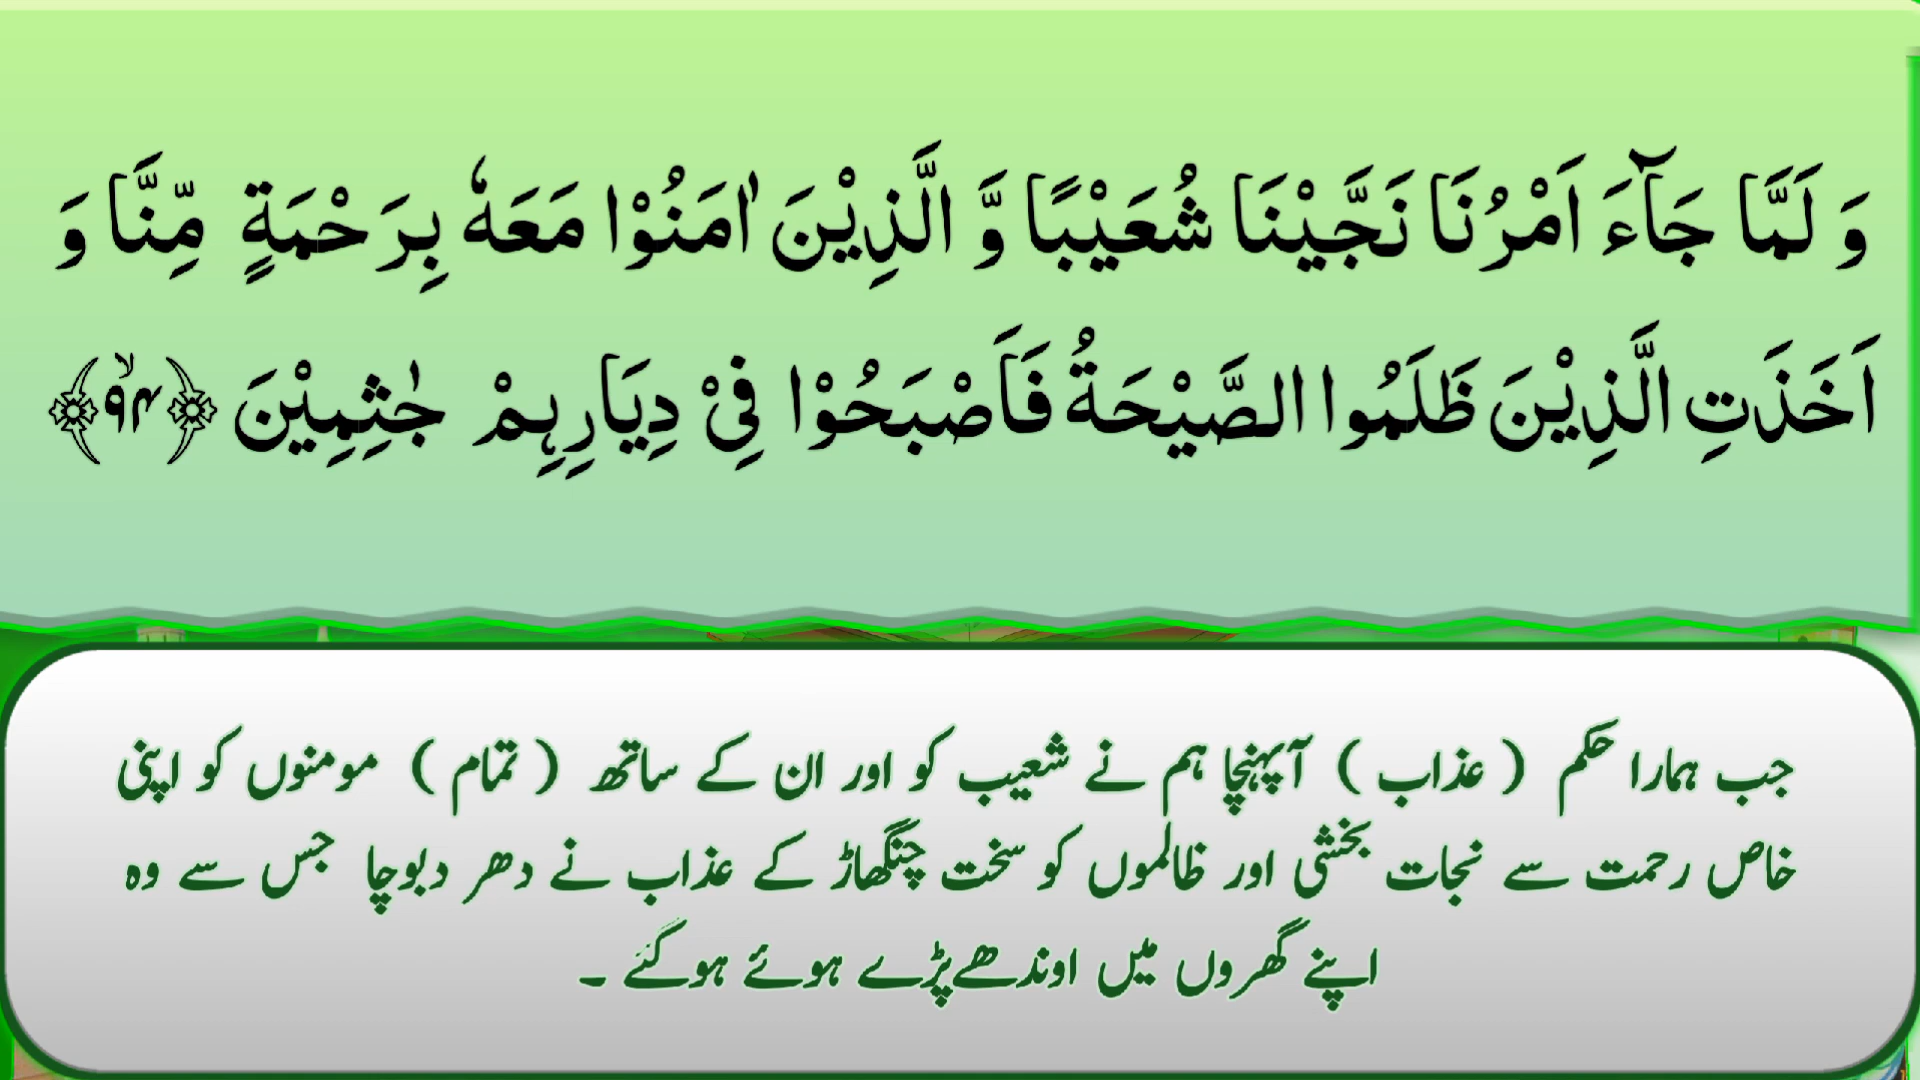 وَ لَمَّا جَآءَ اَمْرُنَا نَجَّیْنَا شُعَیْبًا وَّ الَّذِیْنَ اٰمَنُوْا مَعَهٗ بِرَحْمَةٍ مِّنَّا وَ
اَخَذَتِ الَّذِیْنَ ظَلَمُوا الصَّیْحَةُ فَاَصْبَحُوْا فِیْ دِیَارِهِمْ جٰثِمِیْنَ ﴿ۙ۹۴﴾
جب ہمارا حکم ( عذاب ) آپہنچا ہم نے شعیب کو اور ان کے ساتھ ( تمام ) مومنوں کو اپنی
خاص رحمت سے نجات بخشی اور ظالموں کو سخت چنگھاڑ کے عذاب نے دھر دبوچا جس سے وہ
اپنے گھروں میں اوندھےپڑے ہوئے ہوگئے ۔